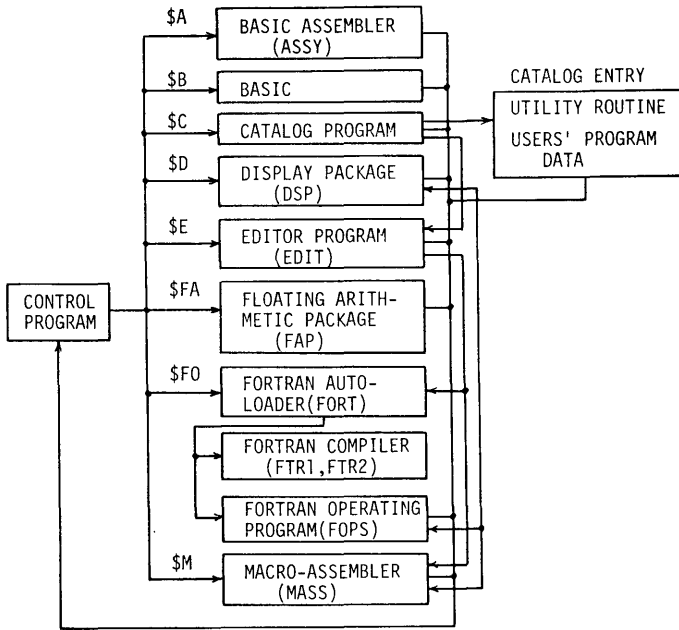 $A
BASIC ASSEMBLER
(ASSY)
$B
BASIC
CATALOG ENTRY
$C
CATALOG PROGRAM
UTILITY ROUTINE
USERS' PROGRAM
DATA
$D
DISPLAY PACKAGE
(DSP)
$E
EDITOR PROGRAM
(EDIT)
CONTROL
PROGRAM
$FA
FLOATING ARITH-
METIC PACKAGE
(FAP)
$FO
FORTRAN AUTO-
LOADER(FORT)
FORTRAN COMPILER
(FTR1,FTR2)
FORTRAN OPERATING
PROGRAM(FOPS)
$M
MACRO-ASSEMBLER
(MASS)